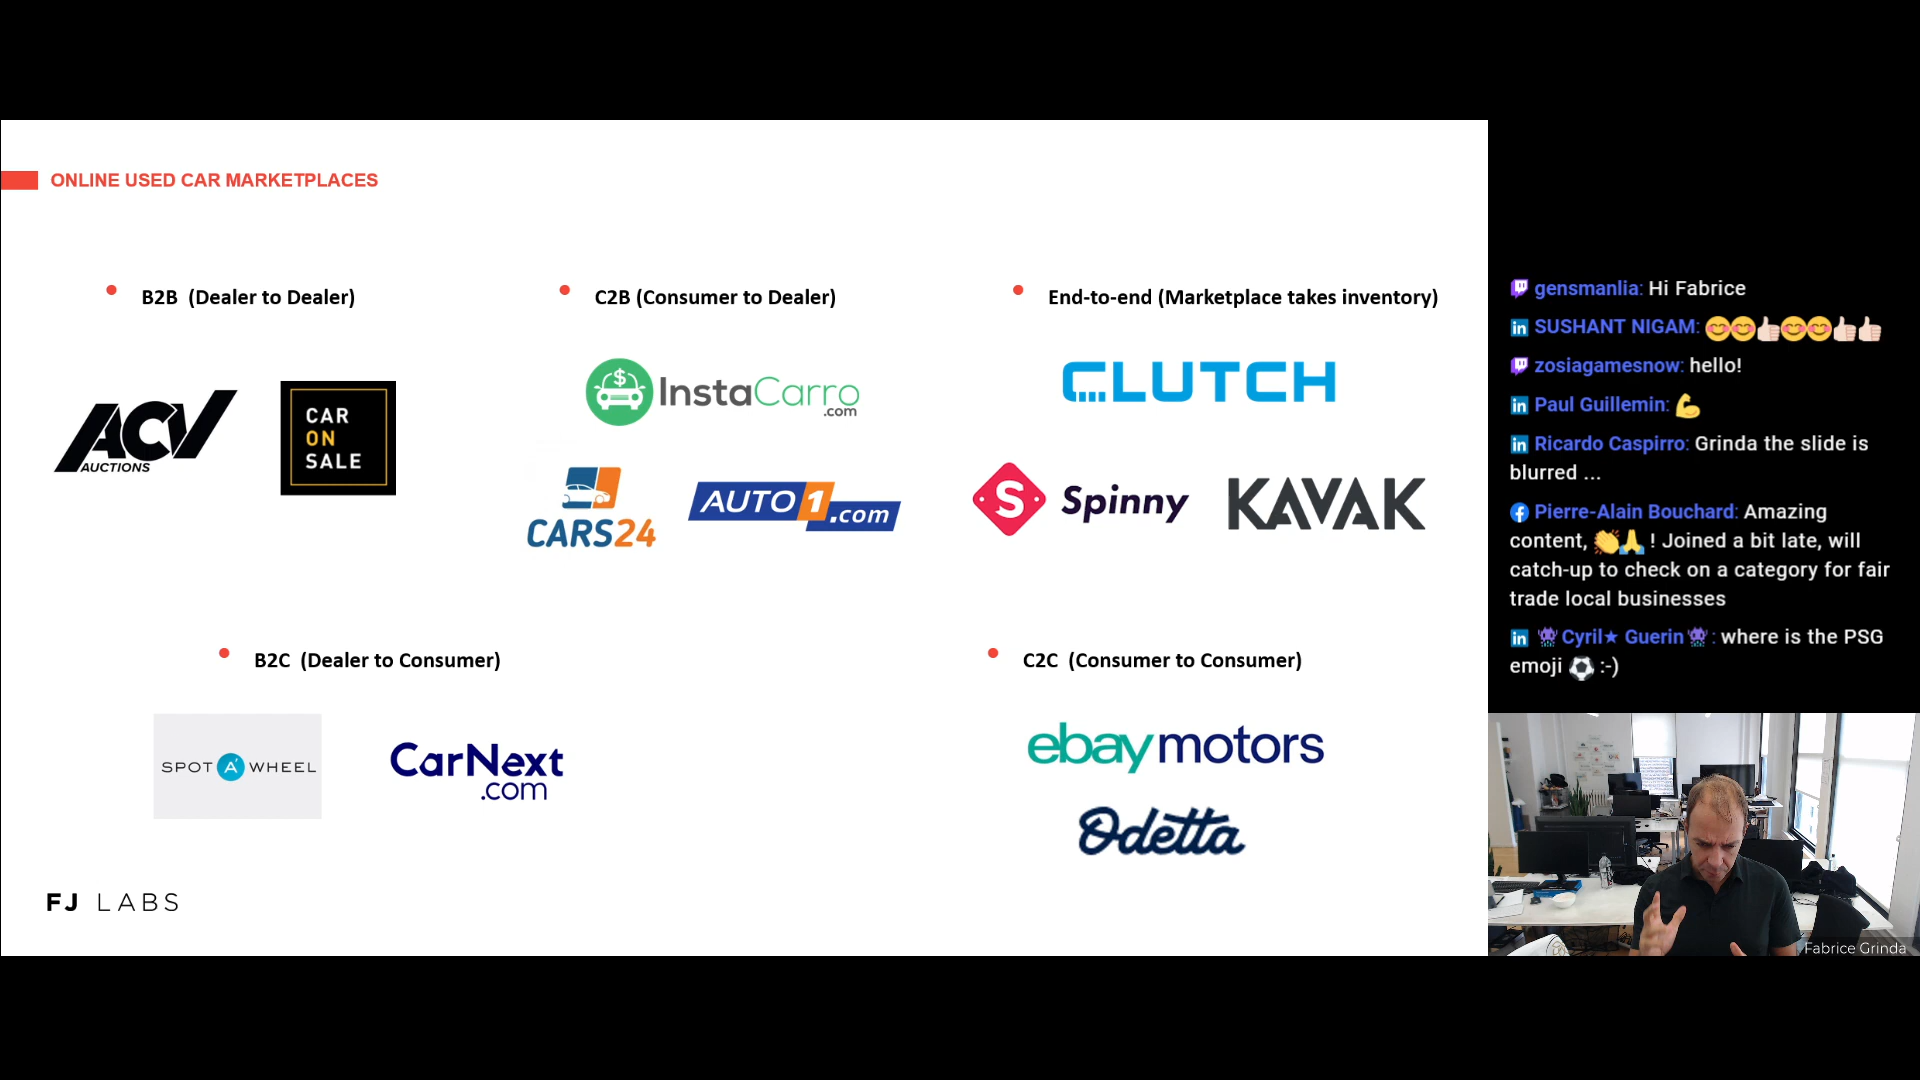 ONLINE USED CAR MARKETPLACES
B2B (Dealer to Dealer)
ACV
AUCTIONS
CAR
ON
SALE
C2B (Consumer to Dealer)
InstaCarro
.com
CARS24
AUTO1.com
End-to-end (Marketplace takes inventory)
CLUTCH
S Spinny
KAVAK
B2C (Dealer to Consumer)
SPOT A' WHEEL
CarNext
.com
C2C (Consumer to Consumer)
ebay motors
Odetta
FJ LABS
gensmanlia: Hi Fabrice
in SUSHANT NIGAM: 😊😊👍🏻😊😊👍🏻👍🏻
zosiagamesnow: hello!
in Paul Guillemin: 💪
in Ricardo Caspirro: Grinda the slide is
blurred ...
f Pierre-Alain Bouchard: Amazing
content, 👏🙏 ! Joined a bit late, will
catch-up to check on a category for fair
trade local businesses
in 👾Cyril★ Guerin👾: where is the PSG
emoji ⚽ :-)
Fabrice Grinda